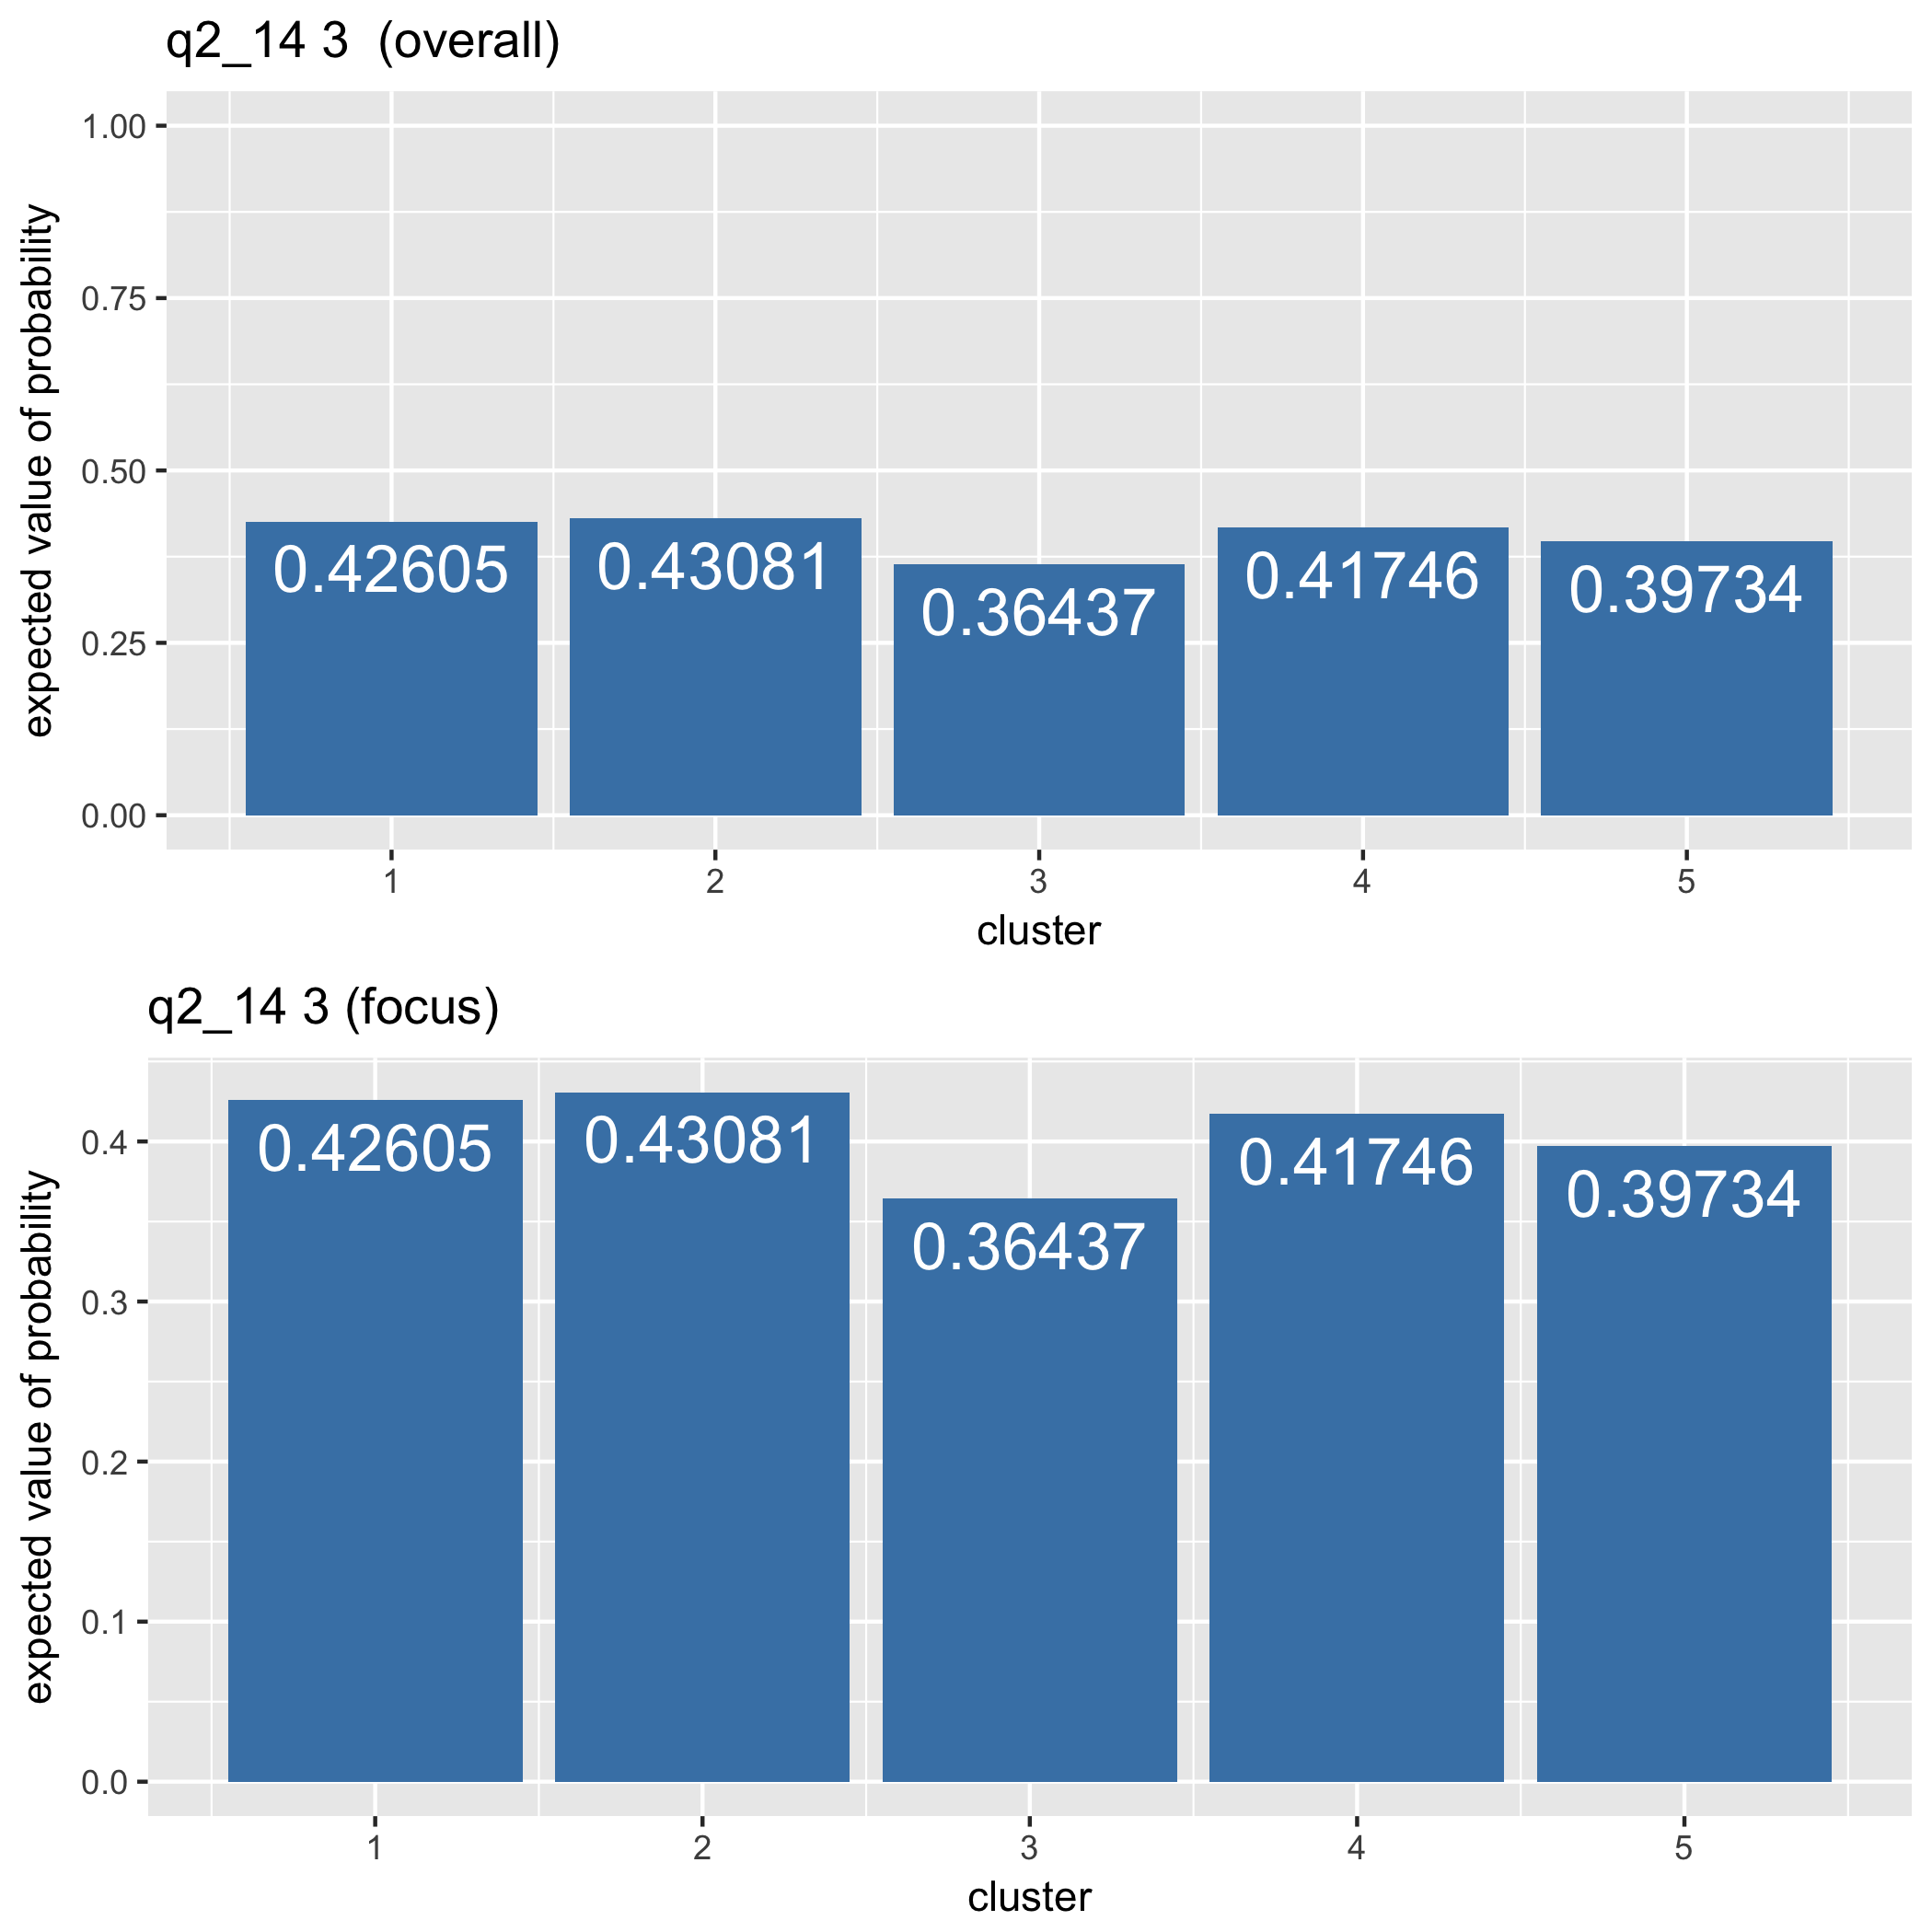 q2_14 3  (overall)
expected value of probability
1.00
0.75
0.50
0.25
0.00
0.42605
0.43081
0.36437
0.41746
0.39734
1 2 3 4 5
cluster
q2_14 3 (focus)
expected value of probability
0.4
0.3
0.2
0.1
0.0
0.42605
0.43081
0.36437
0.41746
0.39734
1 2 3 4 5
cluster